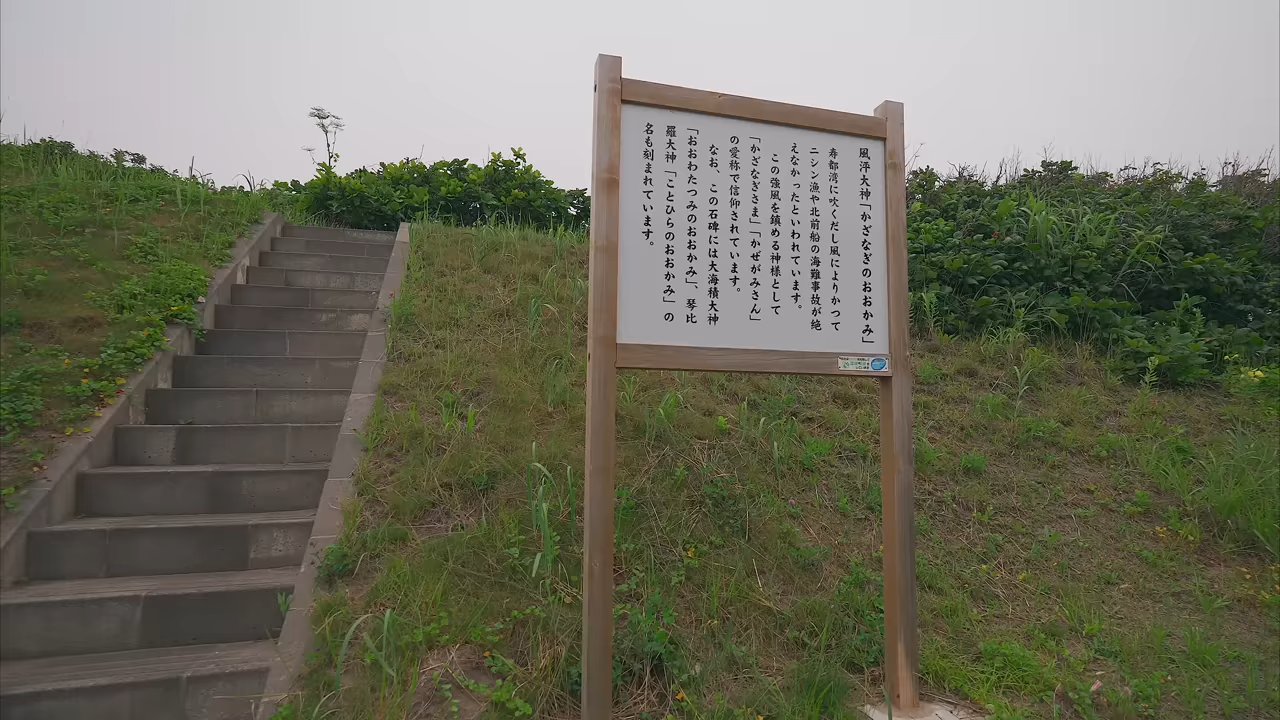 風泙大神「かざなぎのおおかみ」
寿都湾に吹くだし風によりかつて
ニシン漁や北前船の海難事故が絶
えなかったといわれています。
この強風を鎮める神様として
「かざなぎさま」「かぜがみさん」
の愛称で信仰されています。
なお、この石碑には大海積大神
「おおわたつみのおおかみ」、琴比
羅大神「ことひらのおおかみ」の
名も刻まれています。